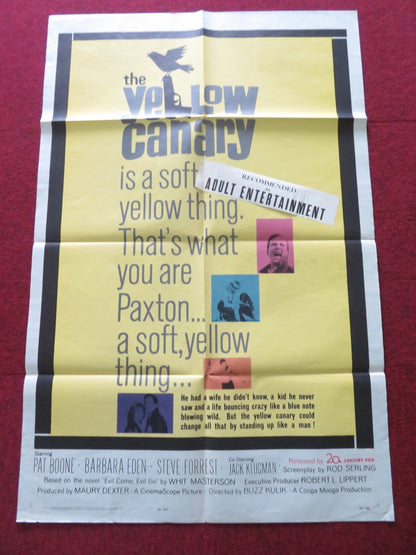 the
yellow
canary
is a soft,
yellow thing.
RECOMMENDED
ADULT ENTERTAINMENT
That's what
you are
Paxton...
a soft, yellow
thing...
He had a wife he didn't know, a kid he never
saw and a life bouncing crazy like a blue note
blowing wild. But the yellow canary could
change all that by standing up like a man!
Starring
PAT BOONE · BARBARA EDEN · STEVE FORREST
Co-Starring
JACK KLUGMAN
Released by 20th CENTURY-FOX
Screenplay by ROD SERLING
Based on the novel "Evil Come, Evil Go" by WHIT MASTERSON · Executive Producer ROBERT L. LIPPERT
Produced by MAURY DEXTER · A CinemaScope Picture · Directed by BUZZ KULIK · A Cooga Mooga Production